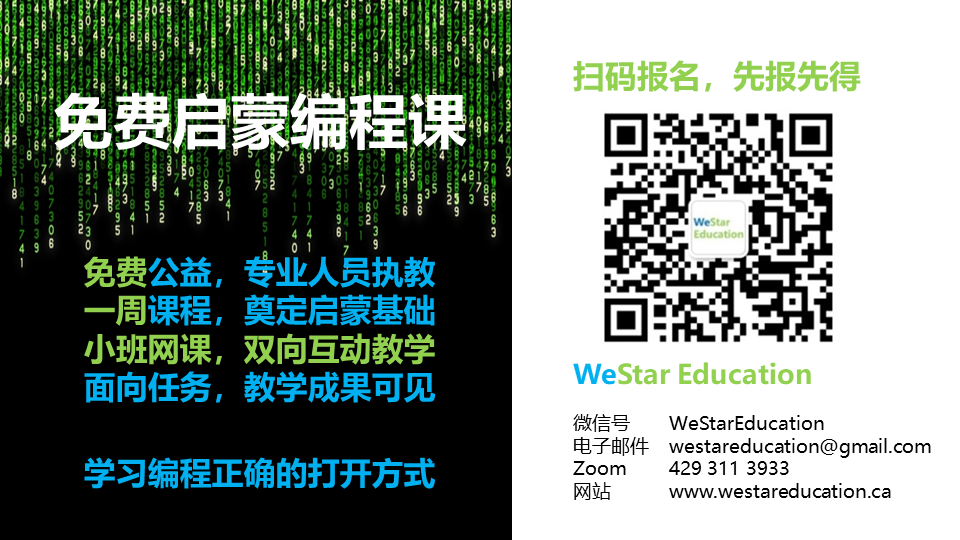 免费启蒙编程课
免费公益，专业人员执教
一周课程，奠定启蒙基础
小班网课，双向互动教学
面向任务，教学成果可见
学习编程正确的打开方式
扫码报名，先报先得
WeStar
Education
WeStar Education
微信号 WeStarEducation
电子邮件 westareducation@gmail.com
Zoom 429 311 3933
网站 www.westareducation.ca